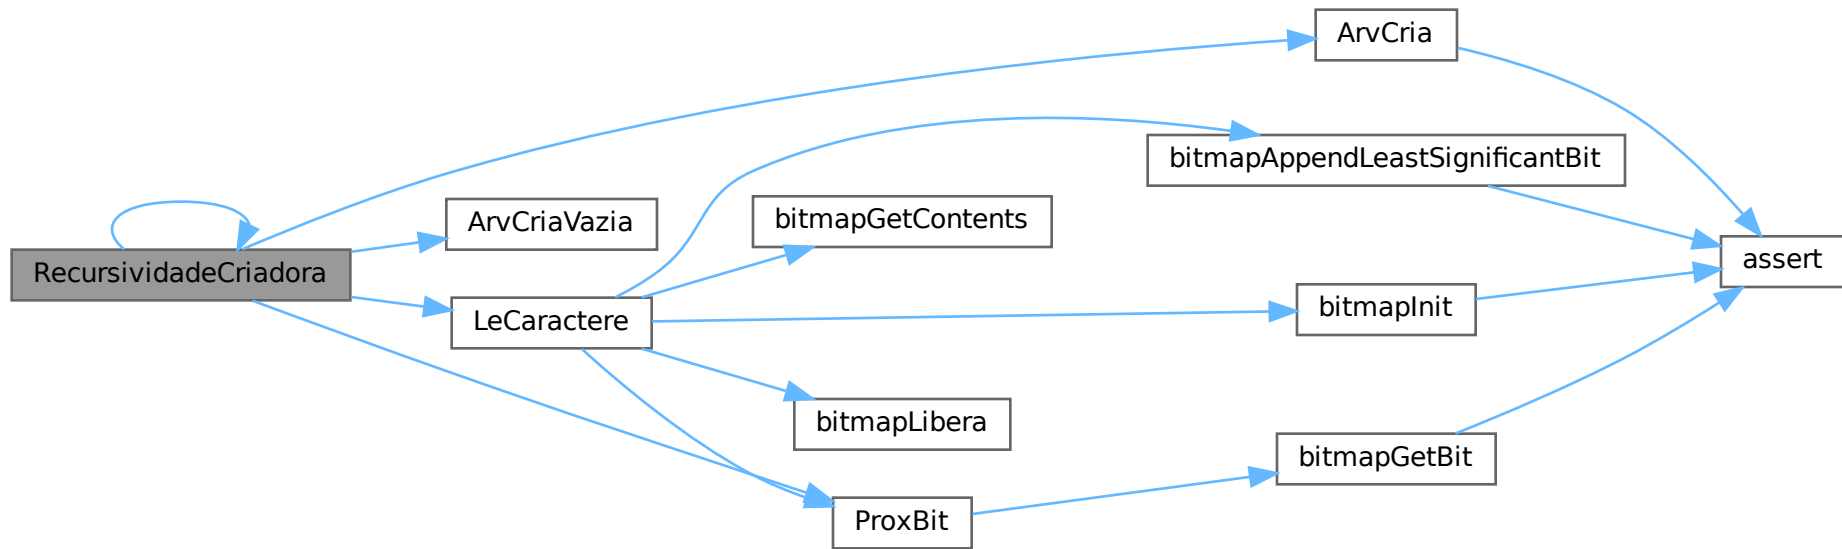 ArvCria
bitmapAppendLeastSignificantBit
ArvCriaVazia
bitmapGetContents
assert
RecursividadeCriadora
LeCaractere
bitmapInit
bitmapLibera
bitmapGetBit
ProxBit